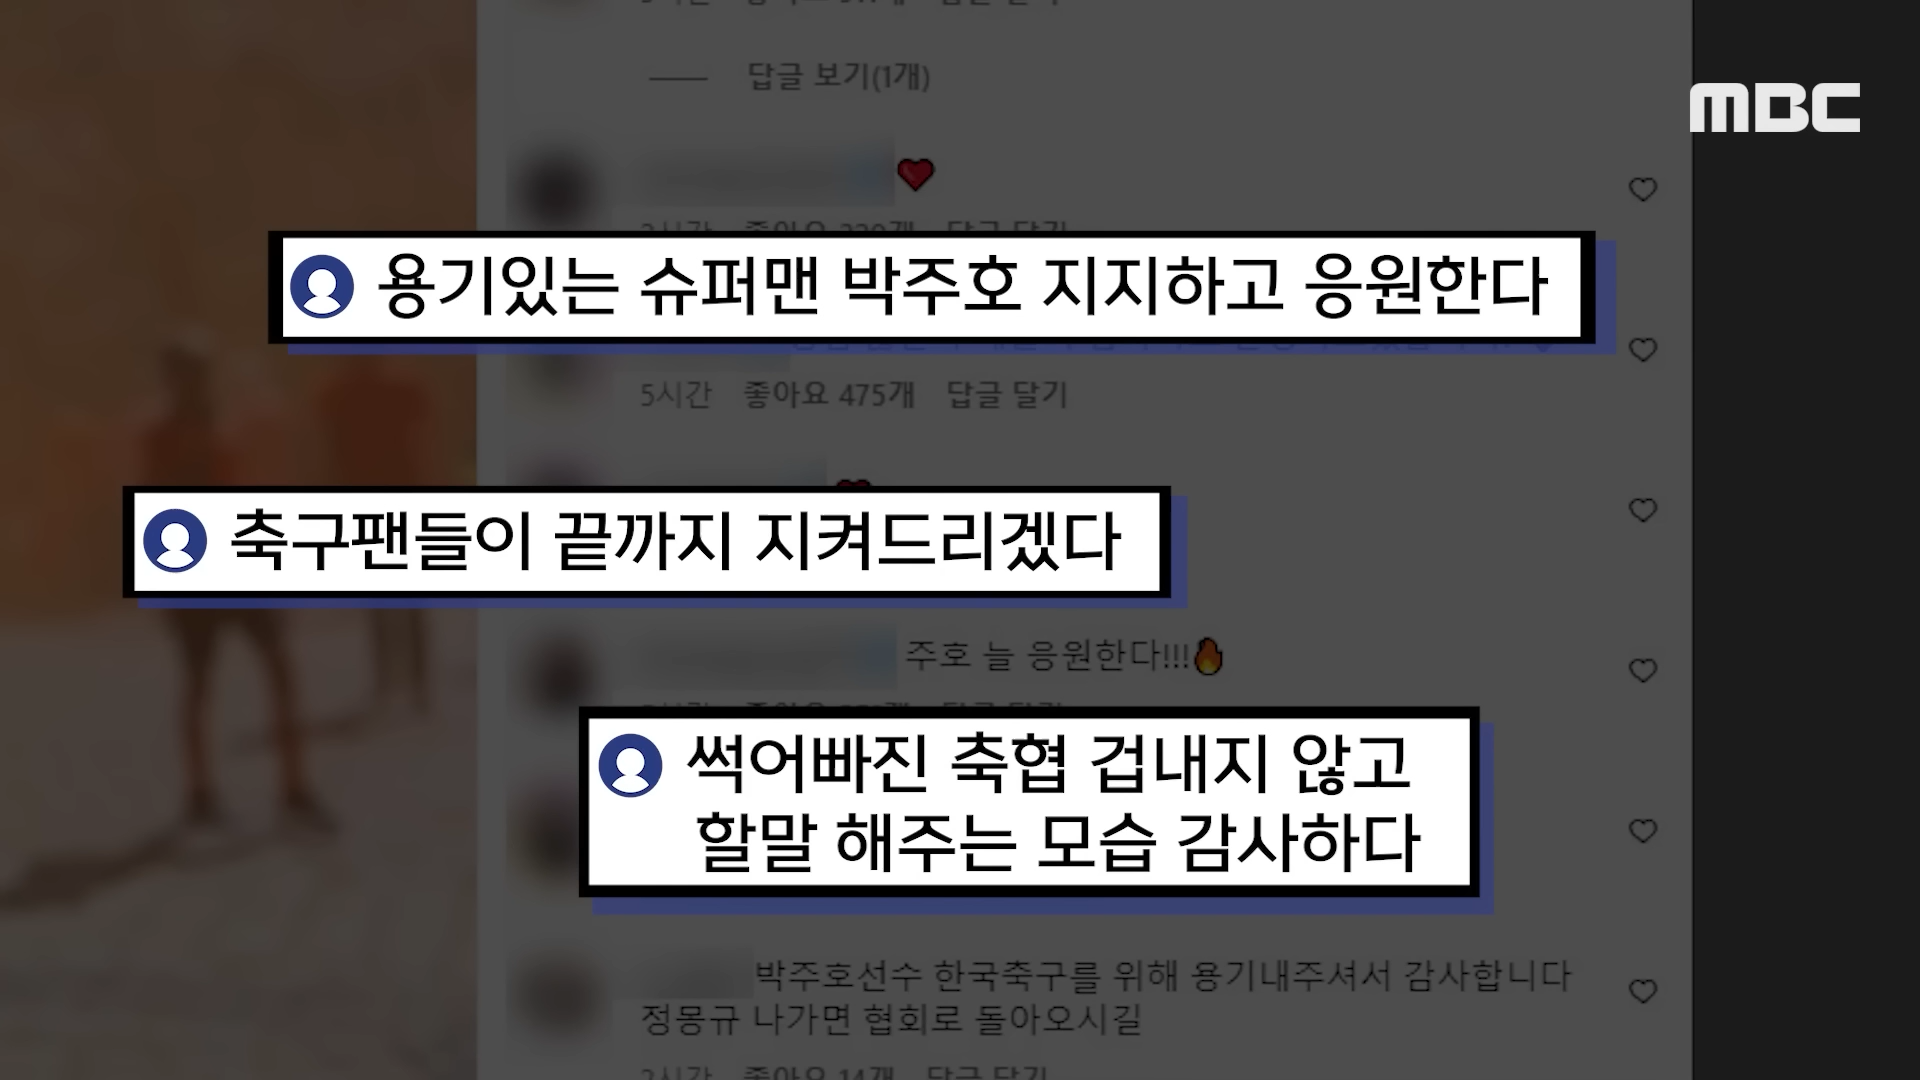 답글 보기(1개)
MBC
용기있는 슈퍼맨 박주호 지지하고 응원한다
5시간 좋아요 475개 답글 달기
축구팬들이 끝까지 지켜드리겠다
주호 늘 응원한다!!!
썩어빠진 축협 겁내지 않고
할말 해주는 모습 감사하다
박주호선수 한국축구를 위해 용기내주셔서 감사합니다
정몽규 나가면 협회로 돌아오시길